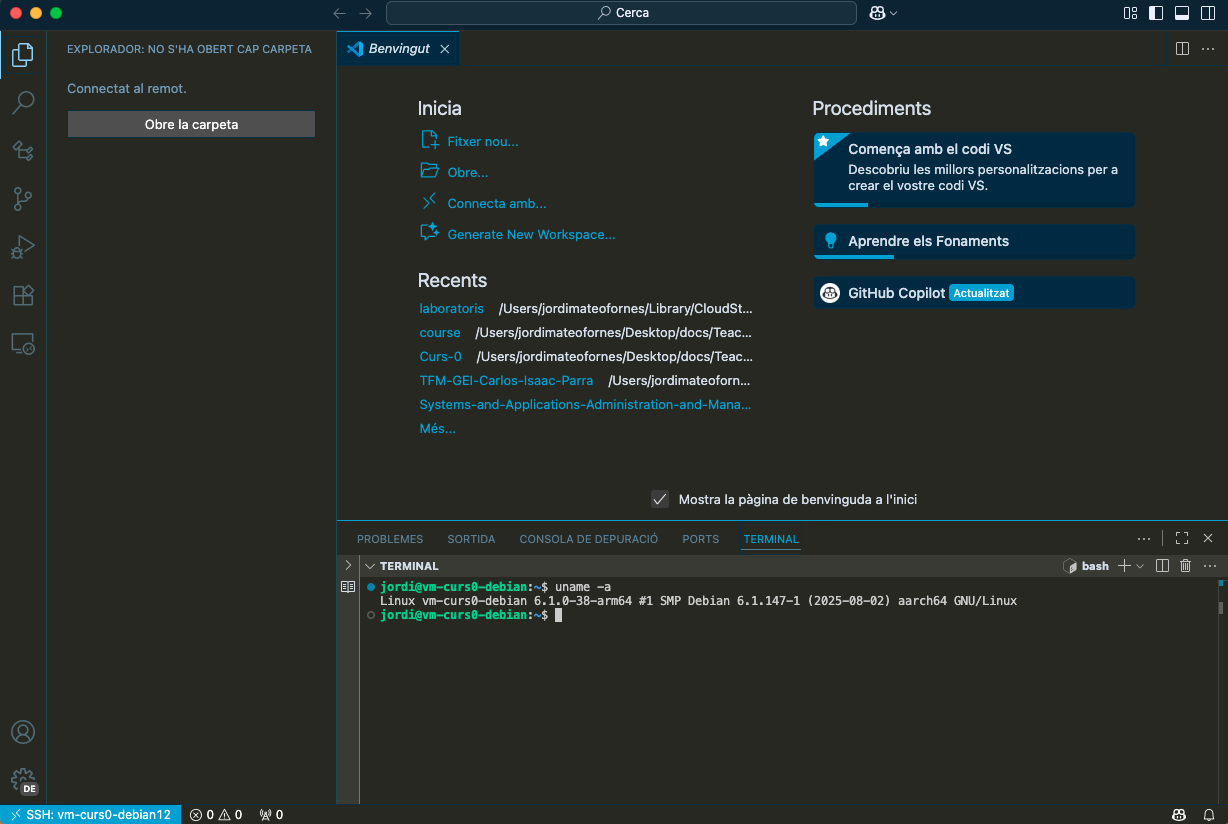 Cerca
EXPLORADOR: NO S'HA OBERT CAP CARPETA
Connectat al remot.
Obre la carpeta
Benvingut
Inicia
Fitxer nou...
Obre...
Connecta amb...
Generate New Workspace...
Recents
laboratoris /Users/jordimateofornes/Library/CloudSt...
course /Users/jordimateofornes/Desktop/docs/Teac...
Curs-0 /Users/jordimateofornes/Desktop/docs/Teac...
TFM-GEI-Carlos-Isaac-Parra /Users/jordimateoforn...
Systems-and-Applications-Administration-and-Mana...
Més...
Procediments
Comença amb el codi VS
Descobriu les millors personalitzacions per a
crear el vostre codi VS.
Aprendre els Fonaments
GitHub Copilot Actualitzat
Mostra la pàgina de benvinguda a l'inici
PROBLEMES SORTIDA CONSOLA DE DEPURACIÓ PORTS TERMINAL
TERMINAL
bash
jordi@vm-curs0-debian:~$ uname -a
Linux vm-curs0-debian 6.1.0-38-arm64 #1 SMP Debian 6.1.147-1 (2025-08-02) aarch64 GNU/Linux
jordi@vm-curs0-debian:~$
DE
SSH: vm-curs0-debian12 0 0 0